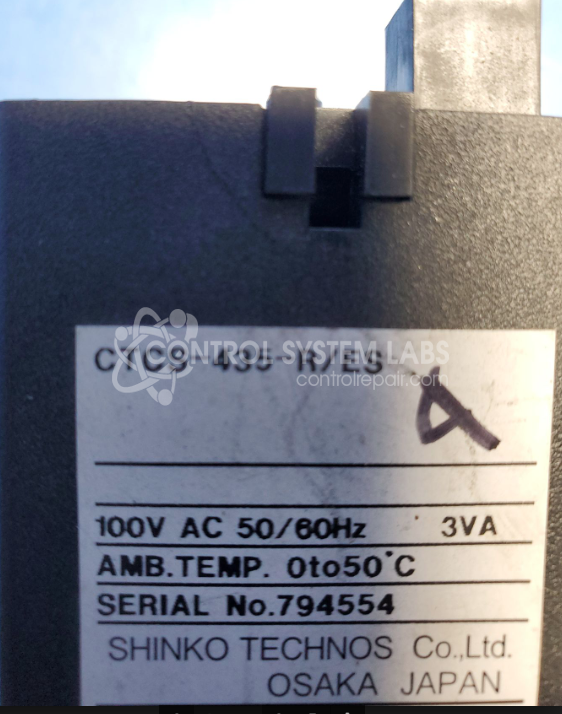 CONTROL SYSTEM LABS
controlrepair.com
100V AC 50/60Hz 3VA
AMB.TEMP. 0to50°C
SERIAL No.794554
SHINKO TECHNOS Co.,Ltd.
OSAKA JAPAN